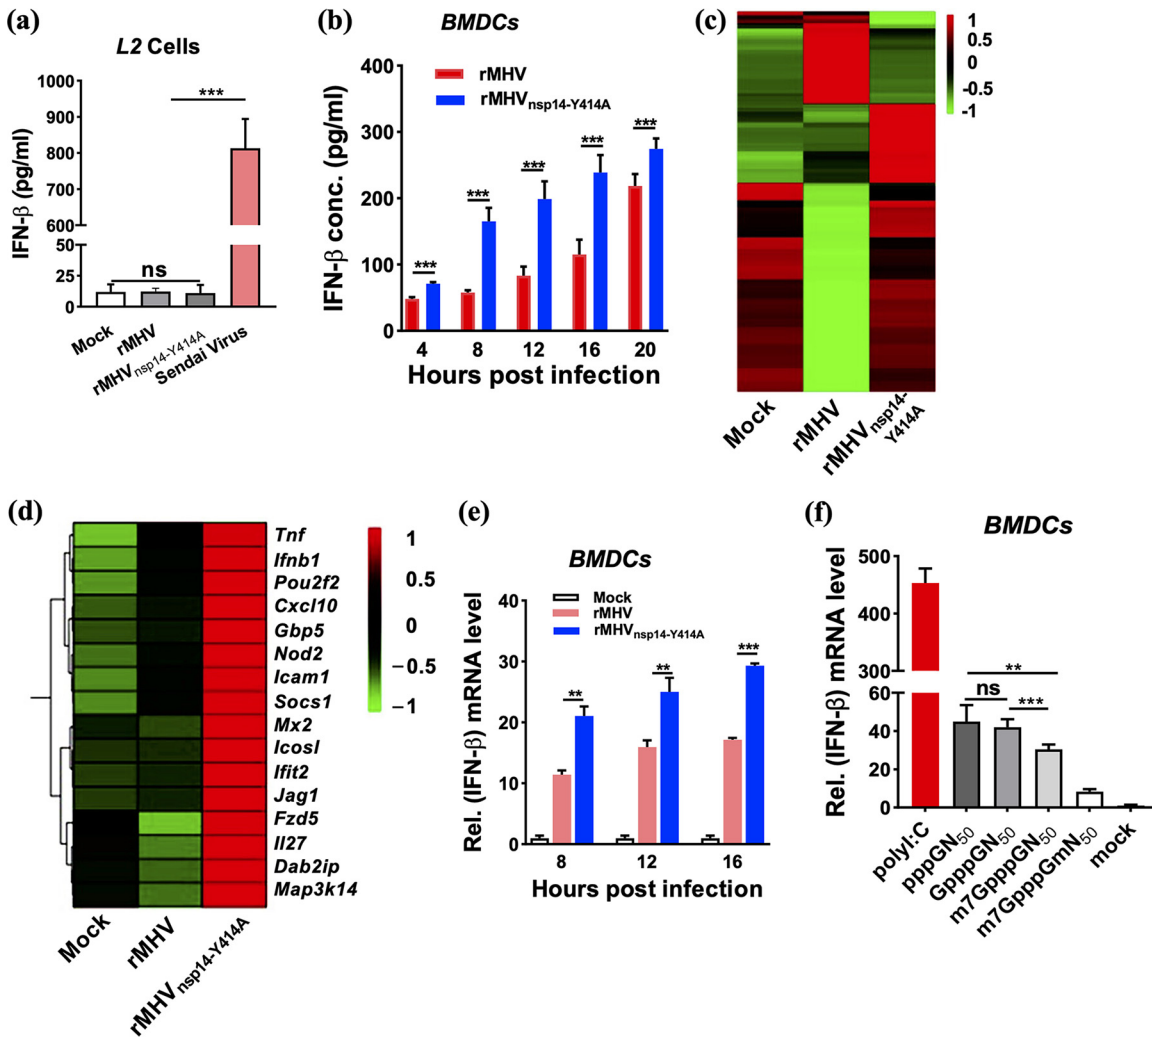 (a)
L2 Cells
IFN-β (pg/ml)
1000
900
800
700
600
50
25
0
***
ns
Mock
rMHV
rMHVnsp14-Y414A
Sendai Virus
(b)
BMDCs
IFN-β conc. (pg/ml)
400
300
200
100
0
rMHV
rMHVnsp14-Y414A
***
***
***
***
***
4 8 12 16 20
Hours post infection
(c)
1
0.5
0
-0.5
-1
Mock
rMHV
rMHVnsp14-
Y414A
(d)
Tnf
Ifnb1
Pou2f2
Cxcl10
Gbp5
Nod2
Icam1
Socs1
Mx2
Icosl
Ifit2
Jag1
Fzd5
Il27
Dab2ip
Map3k14
1
0.5
0
−0.5
−1
Mock
rMHV
rMHVnsp14-Y414A
(e)
BMDCs
Rel. (IFN-β) mRNA level
40
30
20
10
0
Mock
rMHV
rMHVnsp14-Y414A
**
**
***
8 12 16
Hours post infection
(f)
BMDCs
Rel. (IFN-β) mRNA level
500
400
300
60
40
20
0
**
ns
***
polyI:C
pppGN50
GpppGN50
m7GpppGN50
m7GpppGmN50
mock